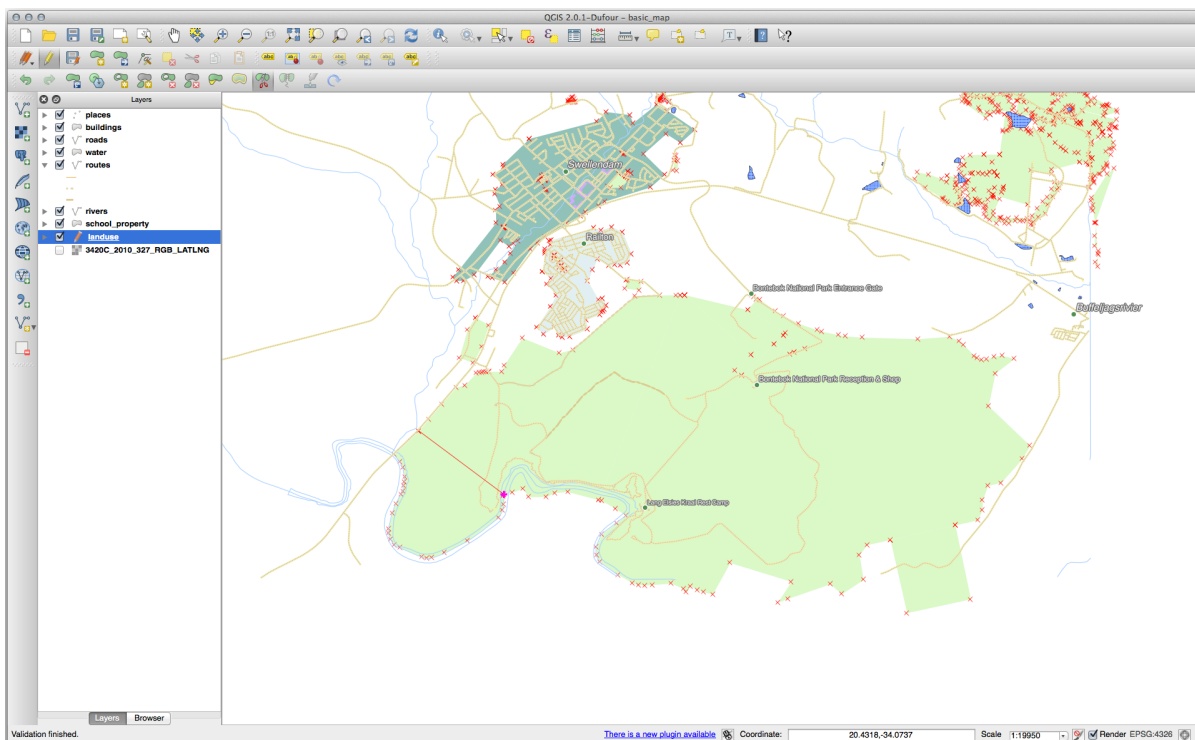 QGIS 2.0.1-Dufour - basic_map
Layers
places
buildings
roads
water
routes
rivers
school_property
landuse
3420C_2010_327_RGB_LATLNG
Swellendam
Railton
Bontebok National Park Entrance Gate
Buffeljagsrivier
Bontebok National Park Reception & Shop
Lang Elsies Kraal Rest Camp
Layers
Browser
Validation finished.
There is a new plugin available
Coordinate:
20.4318,-34.0737
Scale
1:19950
Render
EPSG:4326